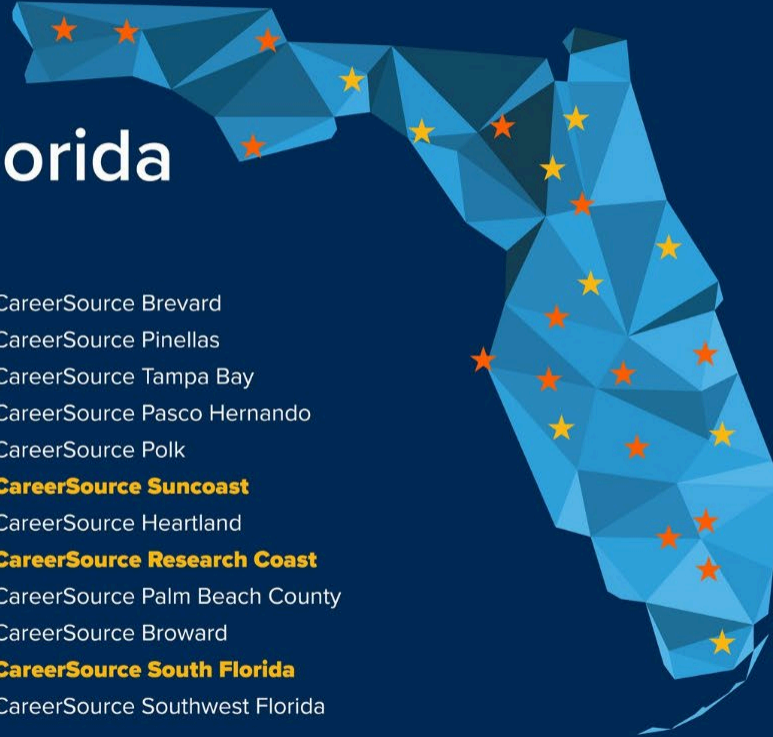 orida
CareerSource Brevard
CareerSource Pinellas
CareerSource Tampa Bay
CareerSource Pasco Hernando
CareerSource Polk
CareerSource Suncoast
CareerSource Heartland
CareerSource Research Coast
CareerSource Palm Beach County
CareerSource Broward
CareerSource South Florida
CareerSource Southwest Florida